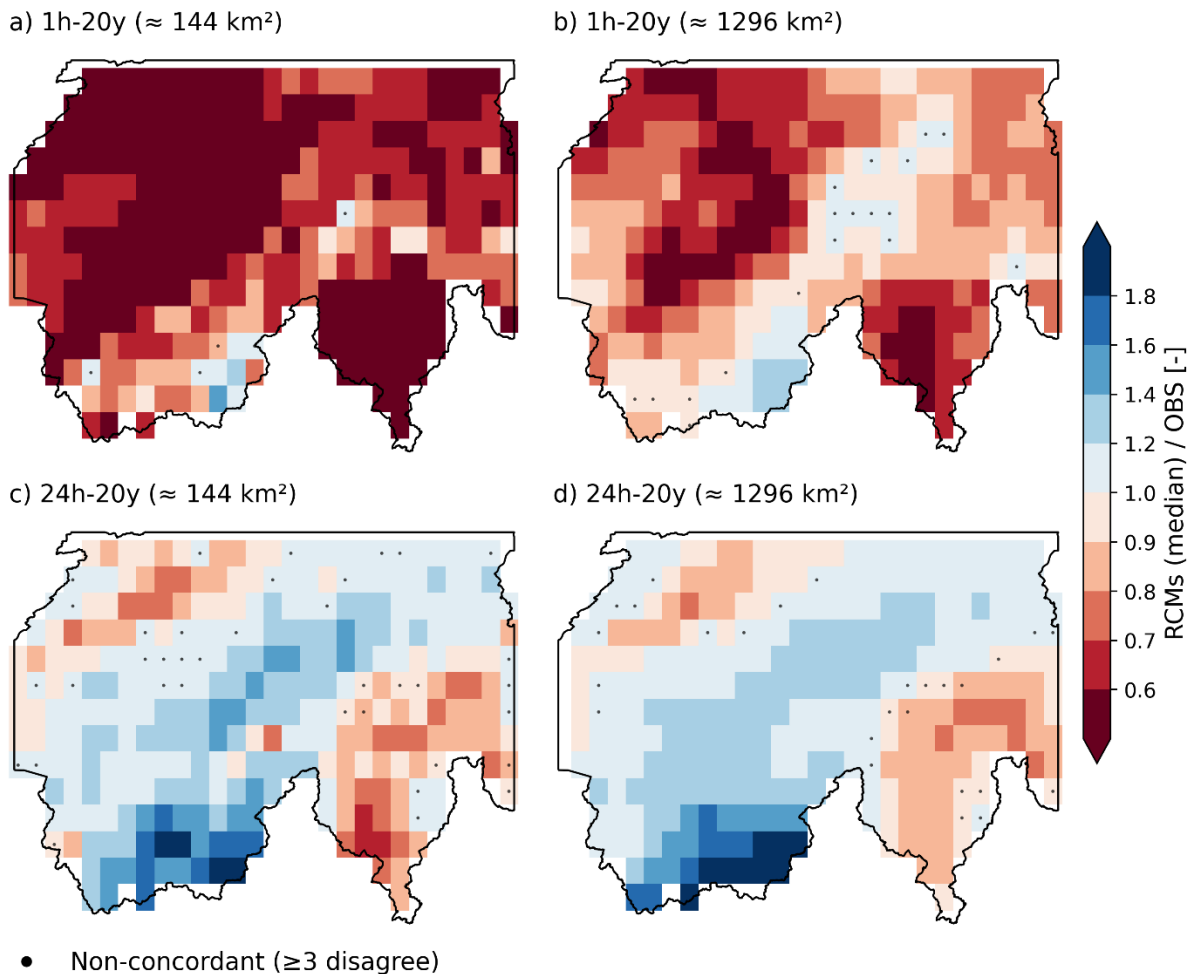 a) 1h-20y (≈ 144 km²)
b) 1h-20y (≈ 1296 km²)
c) 24h-20y (≈ 144 km²)
d) 24h-20y (≈ 1296 km²)
1.8
1.6
1.4
1.2
1.0
0.9
0.8
0.7
0.6
RCMs (median) / OBS [-]
Non-concordant (≥3 disagree)